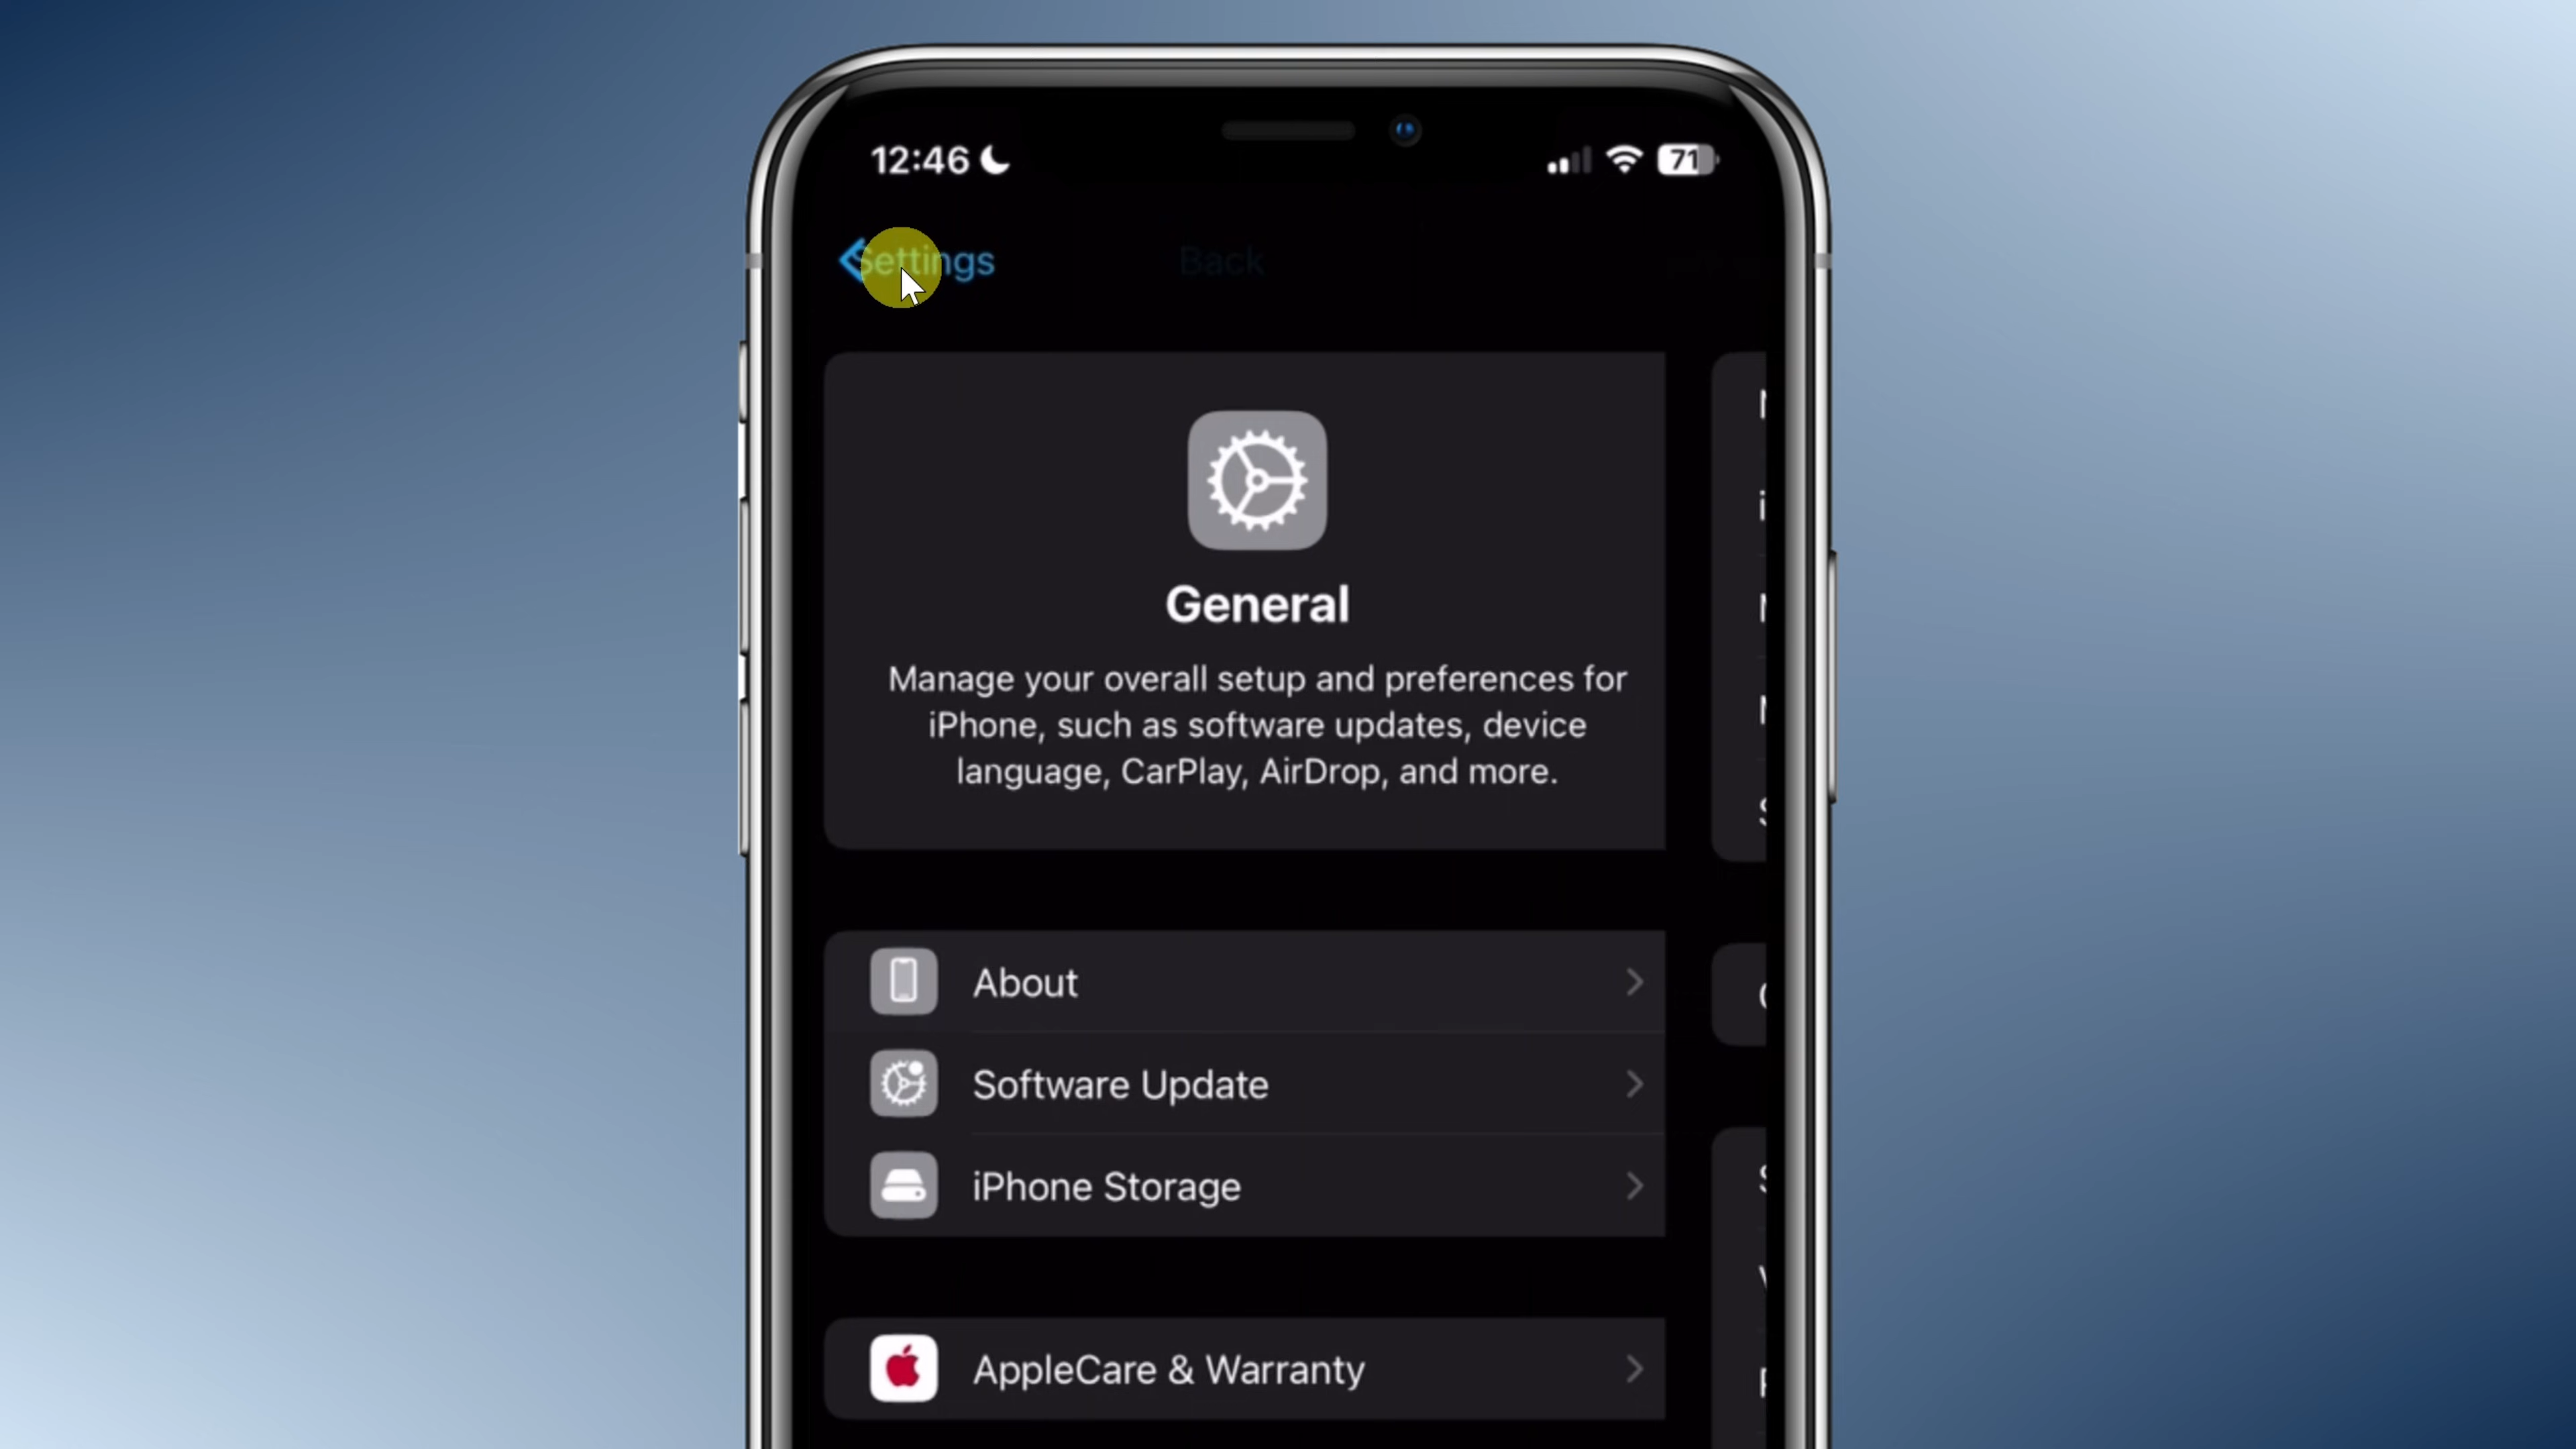 12:46
71
Settings
Back
General
Manage your overall setup and preferences for
iPhone, such as software updates, device
language, CarPlay, AirDrop, and more.
About
Software Update
iPhone Storage
AppleCare & Warranty